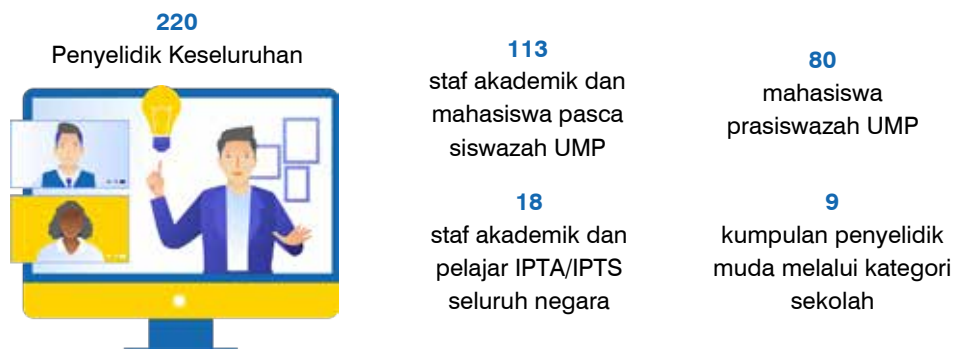 220
Penyelidik Keseluruhan
113
staf akademik dan
mahasiswa pasca
siswazah UMP
80
mahasiswa
prasiswazah UMP
18
staf akademik dan
pelajar IPTA/IPTS
seluruh negara
9
kumpulan penyelidik
muda melalui kategori
sekolah